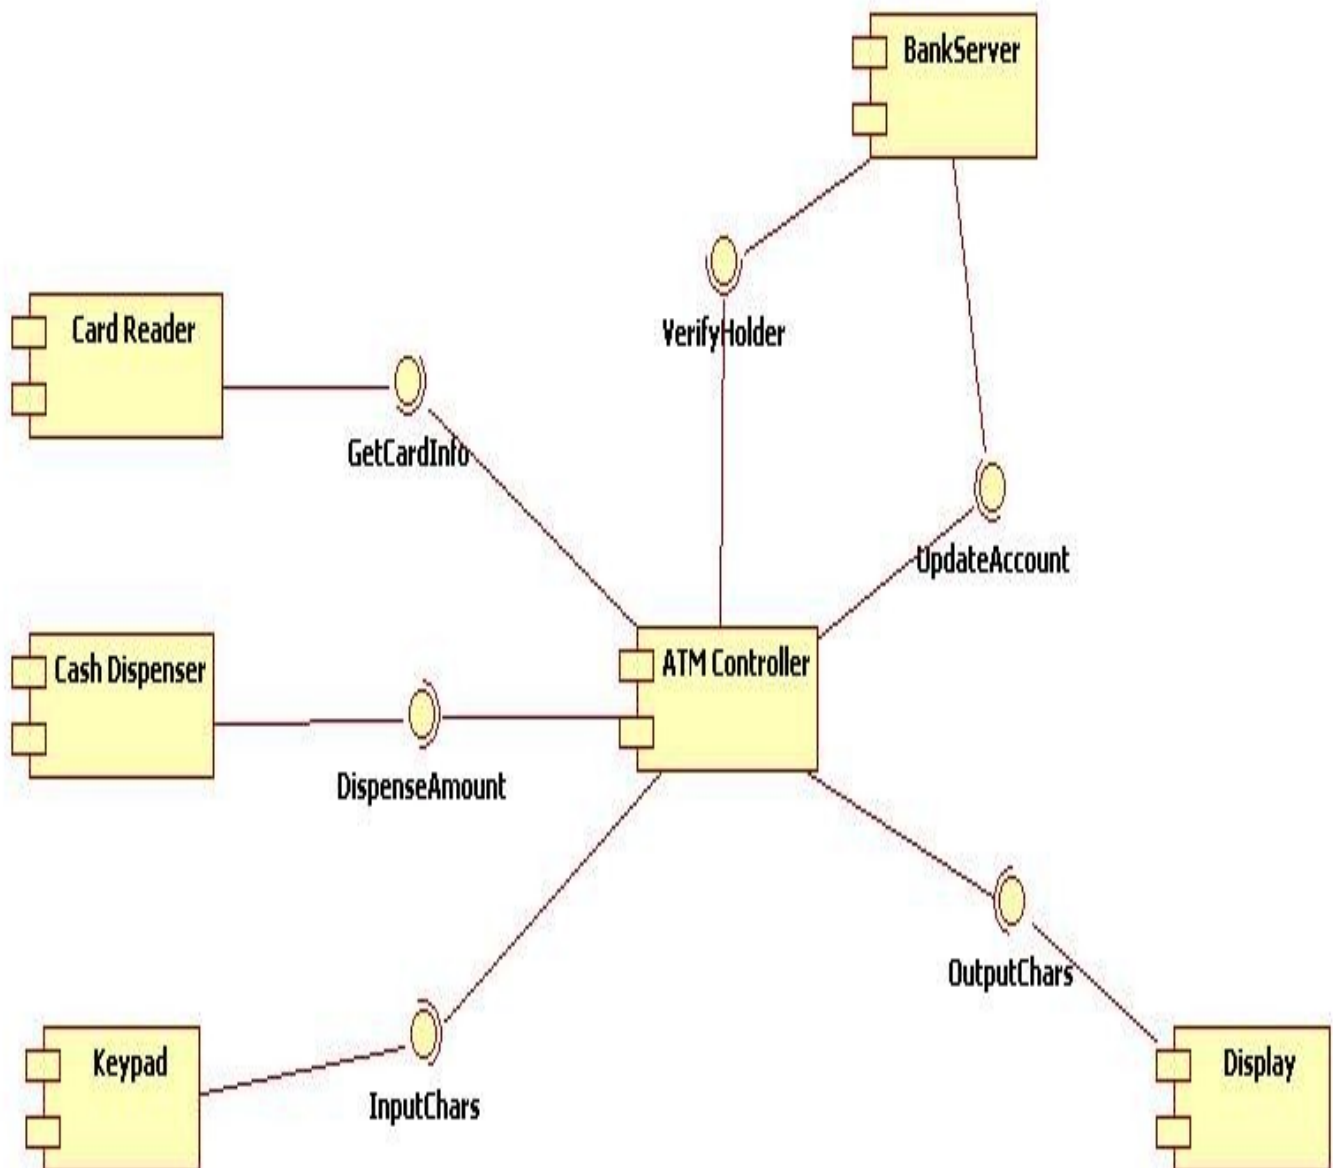 BankServer
Card Reader
VerifyHolder
GetCardInfo
UpdateAccount
Cash Dispenser
ATM Controller
DispenseAmount
OutputChars
Keypad
InputChars
Display